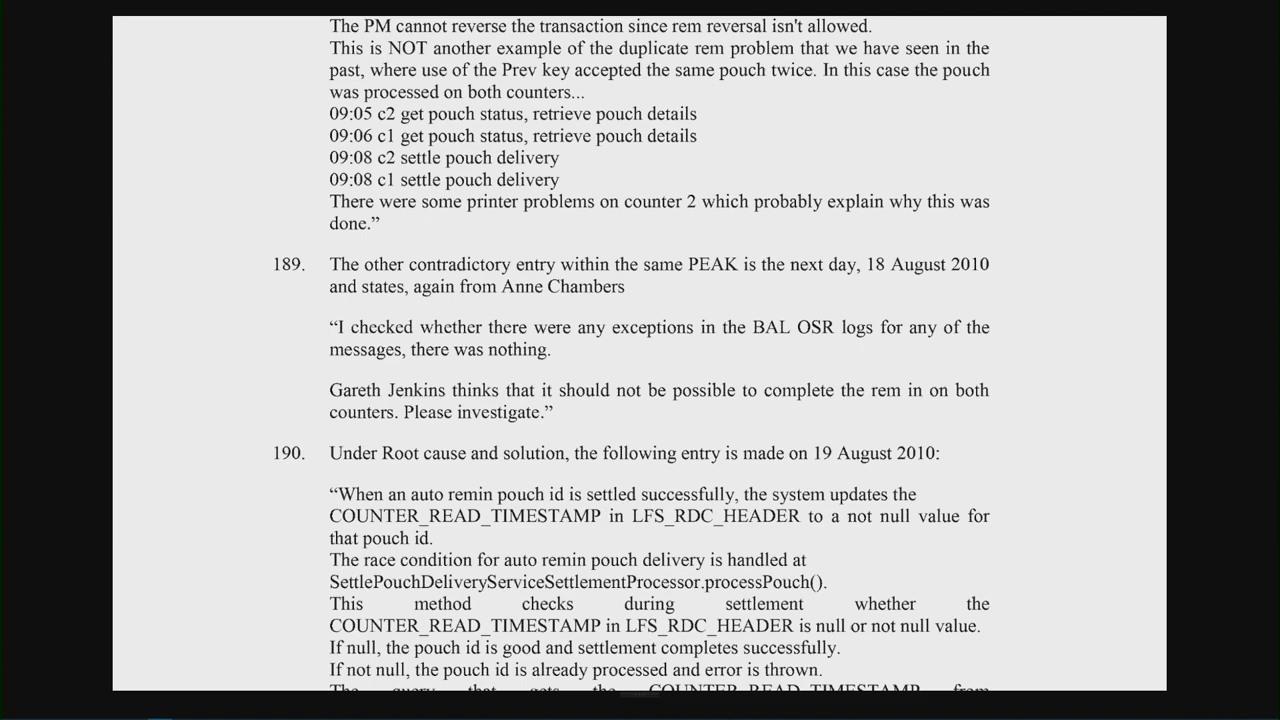 The PM cannot reverse the transaction since rem reversal isn't allowed.
This is NOT another example of the duplicate rem problem that we have seen in the
past, where use of the Prev key accepted the same pouch twice. In this case the pouch
was processed on both counters...
09:05 c2 get pouch status, retrieve pouch details
09:06 c1 get pouch status, retrieve pouch details
09:08 c2 settle pouch delivery
09:08 c1 settle pouch delivery
There were some printer problems on counter 2 which probably explain why this was
done.”
189. The other contradictory entry within the same PEAK is the next day, 18 August 2010
and states, again from Anne Chambers
“I checked whether there were any exceptions in the BAL OSR logs for any of the
messages, there was nothing.
Gareth Jenkins thinks that it should not be possible to complete the rem in on both
counters. Please investigate.”
190. Under Root cause and solution, the following entry is made on 19 August 2010:
“When an auto remin pouch id is settled successfully, the system updates the
COUNTER_READ_TIMESTAMP in LFS_RDC_HEADER to a not null value for
that pouch id.
The race condition for auto remin pouch delivery is handled at
SettlePouchDeliveryServiceSettlementProcessor.processPouch().
This method checks during settlement whether the
COUNTER_READ_TIMESTAMP in LFS_RDC_HEADER is null or not null value.
If null, the pouch id is good and settlement completes successfully.
If not null, the pouch id is already processed and error is thrown.
The query that gets the COUNTER_READ_TIMESTAMP from